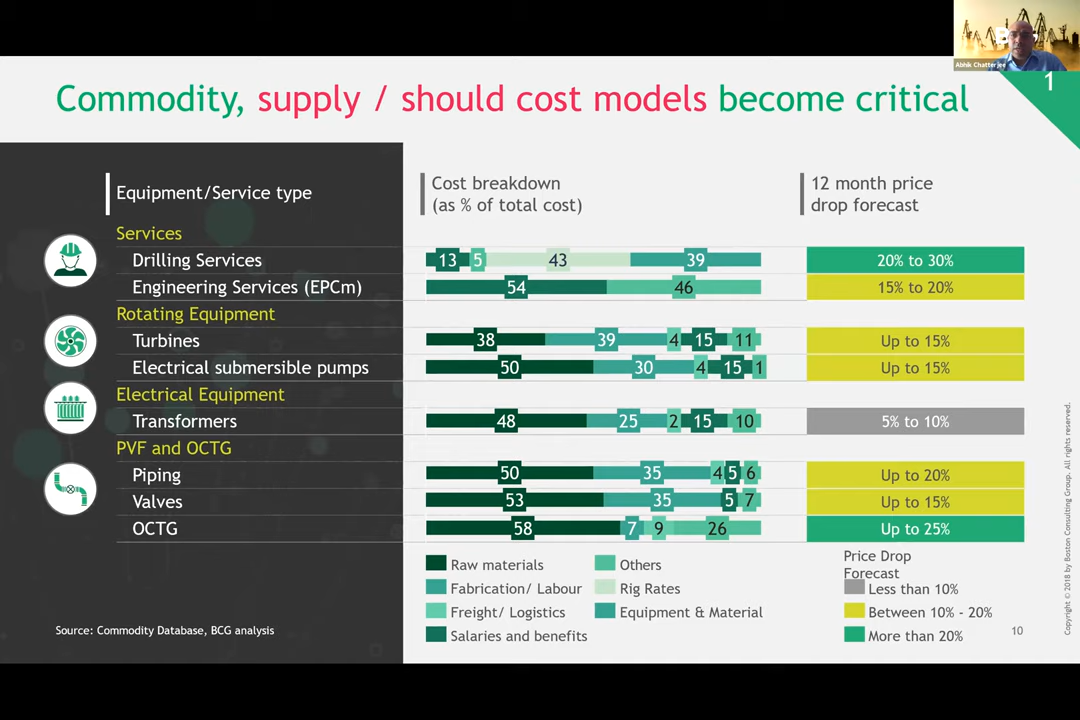 Abhik Chatterjee
1
Commodity, supply / should cost models become critical
Equipment/Service type
Cost breakdown
(as % of total cost)
12 month price
drop forecast
Services
Drilling Services
13 5 43 39
20% to 30%
Engineering Services (EPCm)
54 46
15% to 20%
Rotating Equipment
Turbines
38 39 4 15 11
Up to 15%
Electrical submersible pumps
50 30 4 15 1
Up to 15%
Electrical Equipment
Transformers
48 25 2 15 10
5% to 10%
PVF and OCTG
Piping
50 35 4 5 6
Up to 20%
Valves
53 35 5 7
Up to 15%
OCTG
58 7 9 26
Up to 25%
Raw materials
Fabrication/ Labour
Freight/ Logistics
Salaries and benefits
Others
Rig Rates
Equipment & Material
Price Drop
Forecast
Less than 10%
Between 10% - 20%
More than 20%
Source: Commodity Database, BCG analysis
10
Copyright © 2018 by Boston Consulting Group. All rights reserved.